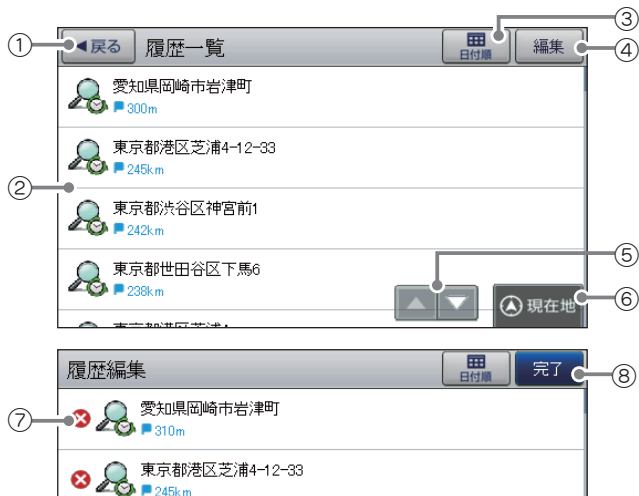 ③
① 戻る 履歴一覧 日付順 編集 ④
愛知県岡崎市岩津町
300m
東京都港区芝浦4-12-33
245km
②
東京都渋谷区神宮前1
242km
東京都世田谷区下馬6
238km
⑤
現在地 ⑥
履歴編集 日付順 完了 ⑧
⑦
愛知県岡崎市岩津町
310m
東京都港区芝浦4-12-33
245km